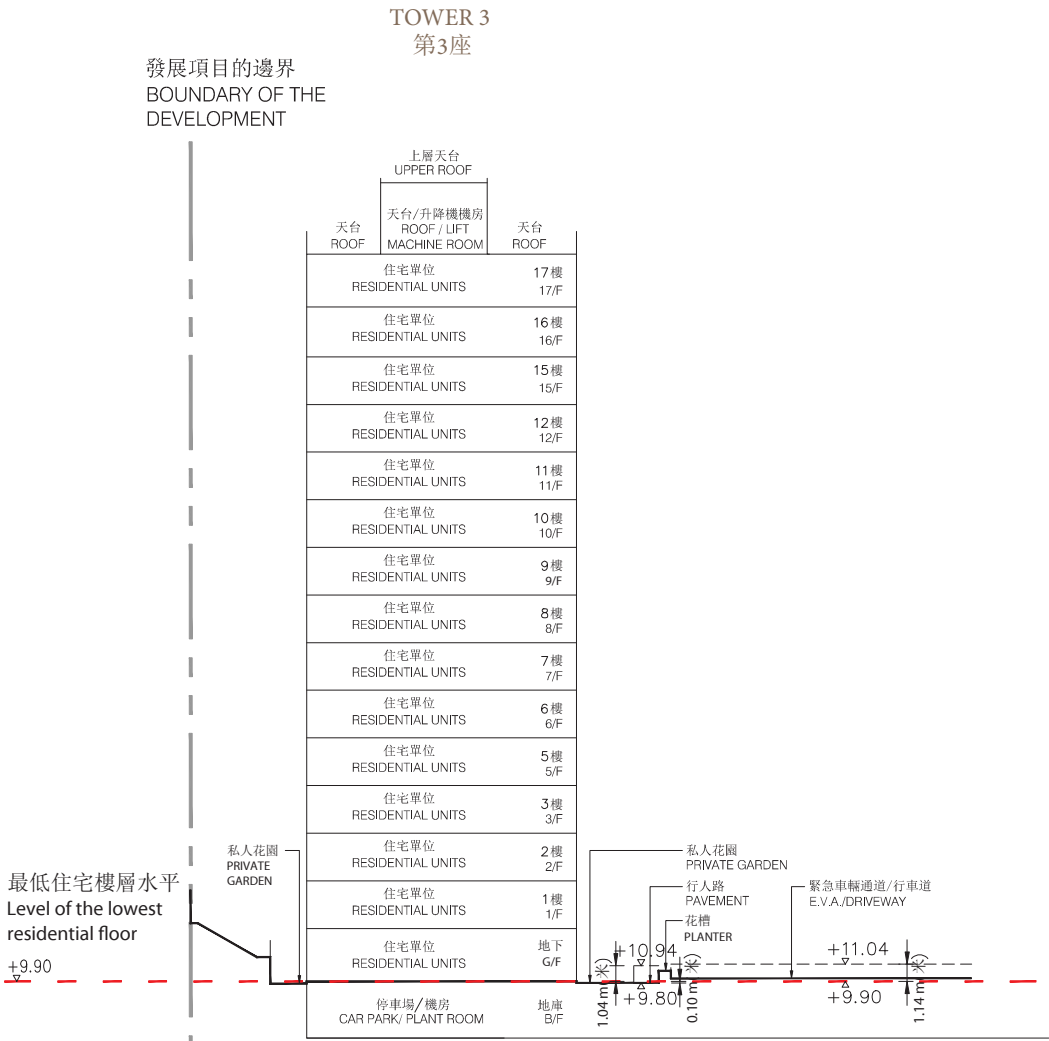 TOWER 3
第3座
發展項目的邊界
BOUNDARY OF THE
DEVELOPMENT
上層天台
UPPER ROOF
天台
ROOF
天台/升降機機房
ROOF / LIFT
MACHINE ROOM
天台
ROOF
住宅單位
RESIDENTIAL UNITS
17樓
17/F
住宅單位
RESIDENTIAL UNITS
16樓
16/F
住宅單位
RESIDENTIAL UNITS
15樓
15/F
住宅單位
RESIDENTIAL UNITS
12樓
12/F
住宅單位
RESIDENTIAL UNITS
11樓
11/F
住宅單位
RESIDENTIAL UNITS
10樓
10/F
住宅單位
RESIDENTIAL UNITS
9樓
9/F
住宅單位
RESIDENTIAL UNITS
8樓
8/F
住宅單位
RESIDENTIAL UNITS
7樓
7/F
住宅單位
RESIDENTIAL UNITS
6樓
6/F
住宅單位
RESIDENTIAL UNITS
5樓
5/F
住宅單位
RESIDENTIAL UNITS
3樓
3/F
住宅單位
RESIDENTIAL UNITS
2樓
2/F
住宅單位
RESIDENTIAL UNITS
1樓
1/F
住宅單位
RESIDENTIAL UNITS
地下
G/F
停車場/機房
CAR PARK/ PLANT ROOM
地庫
B/F
私人花園
PRIVATE
GARDEN
最低住宅樓層水平
Level of the lowest
residential floor
+9.90
私人花園
PRIVATE GARDEN
行人路
PAVEMENT
花槽
PLANTER
緊急車輛通道/行車道
E.V.A./DRIVEWAY
+10.94
+9.80
1.04 m(米)
0.10 m(米)
+11.04
+9.90
1.14 m(米)